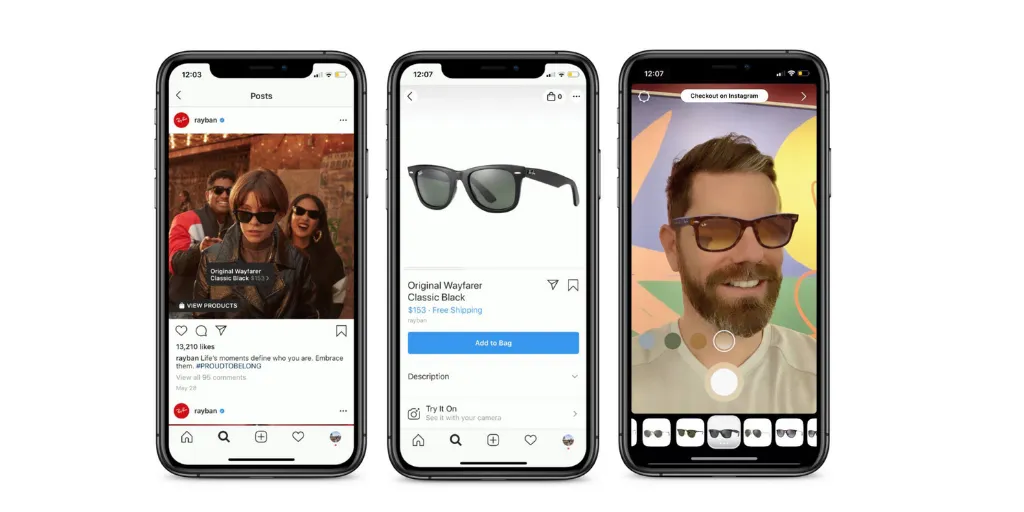 12:03
Posts
rayban
Original Wayfarer
Classic Black $153 >
VIEW PRODUCTS
13,210 likes
rayban Life's moments define who you are. Embrace
them. #PROUDTOBELONG
View all 95 comments
May 28
rayban
12:07
0
Ray-Ban
Original Wayfarer
Classic Black
$153 · Free Shipping
rayban
Add to Bag
Description
Try It On
See it with your camera
12:07
Checkout on Instagram